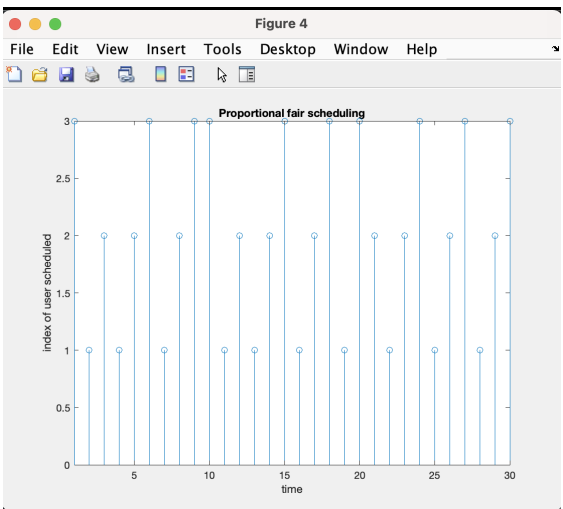 Figure 4
File Edit View Insert Tools Desktop Window Help
Proportional fair scheduling
3
2.5
2
1.5
1
0.5
0
index of user scheduled
5 10 15 20 25 30
time